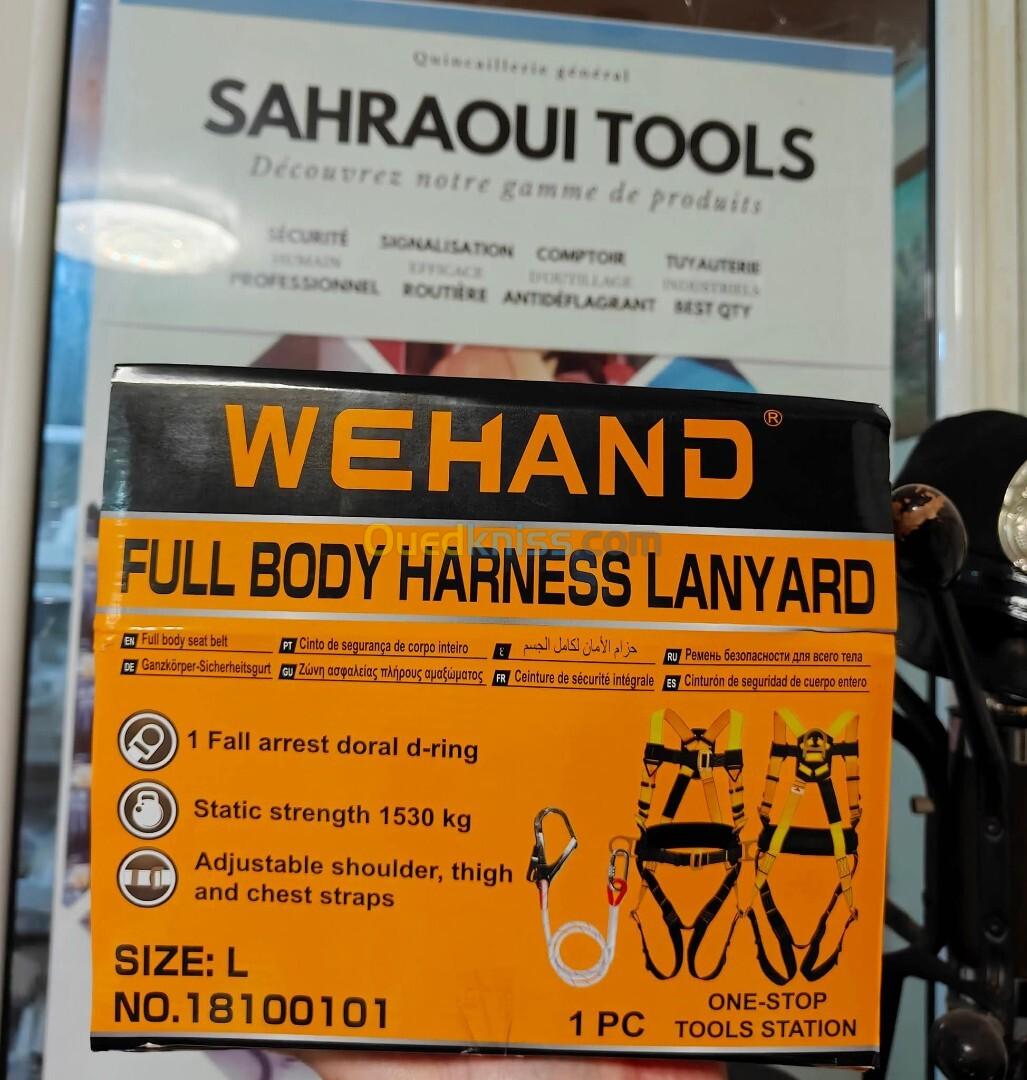 Quincaillerie général
SAHRAOUI TOOLS
Découvrez notre gamme de produits
SÉCURITÉ SIGNALISATION COMPTOIR TUYAUTERIE
HUMAIN EFFICACE D'OUTILLAGE INDUSTRIELS
PROFESSIONNEL ROUTIÈRE ANTIDÉFLAGRANT BEST QTY
WEHAND®
Ouedkniss.com
FULL BODY HARNESS LANYARD
EN Full body seat belt PT Cinto de segurança de corpo inteiro ع حزام الأمان لكامل الجسم RU Ремень безопасности для всего тела
DE Ganzkörper-Sicherheitsgurt GU Ζώνη ασφαλείας πλήρους αμαξώματος FR Ceinture de sécurité intégrale ES Cinturón de seguridad de cuerpo entero
1 Fall arrest doral d-ring
Static strength 1530 kg
Adjustable shoulder, thigh
and chest straps
SIZE: L
NO.18100101
1 PC
ONE-STOP
TOOLS STATION